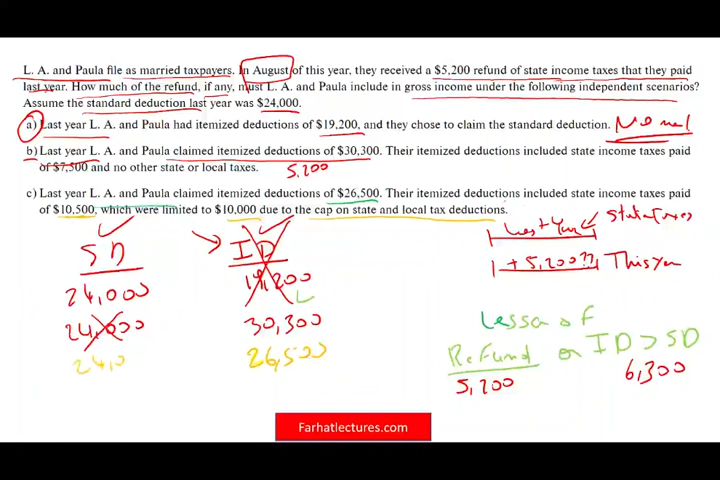 L. A. and Paula file as married taxpayers. In August of this year, they received a $5,200 refund of state income taxes that they paid
last year. How much of the refund, if any, must L. A. and Paula include in gross income under the following independent scenarios?
Assume the standard deduction last year was $24,000.
a) Last year L. A. and Paula had itemized deductions of $19,200, and they chose to claim the standard deduction.
b) Last year L. A. and Paula claimed itemized deductions of $30,300. Their itemized deductions included state income taxes paid
of $7,500 and no other state or local taxes.
5,200
c) Last year L. A. and Paula claimed itemized deductions of $26,500. Their itemized deductions included state income taxes paid
of $10,500, which were limited to $10,000 due to the cap on state and local tax deductions.
Last Year
State Taxes
SD
ID
+5,200??
This year
24,000
19,200
24,000
30,300
24,0
26,500
Lessor of
Refund or ID > SD
5,200
6,300
Farhatlectures.com